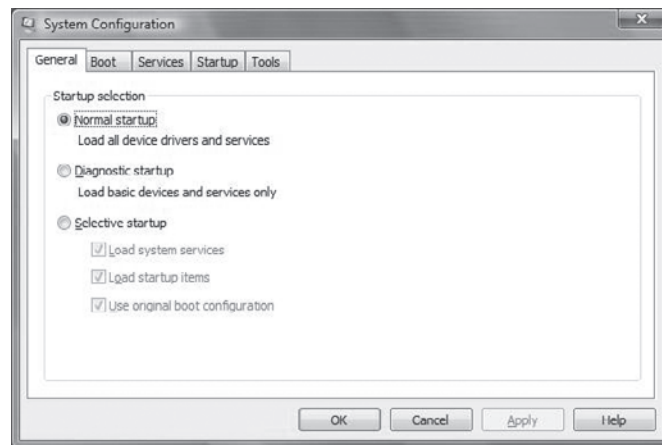 System Configuration
General Boot Services Startup Tools
Startup selection
Normal startup
Load all device drivers and services
Diagnostic startup
Load basic devices and services only
Selective startup
Load system services
Load startup items
Use original boot configuration
OK Cancel Apply Help